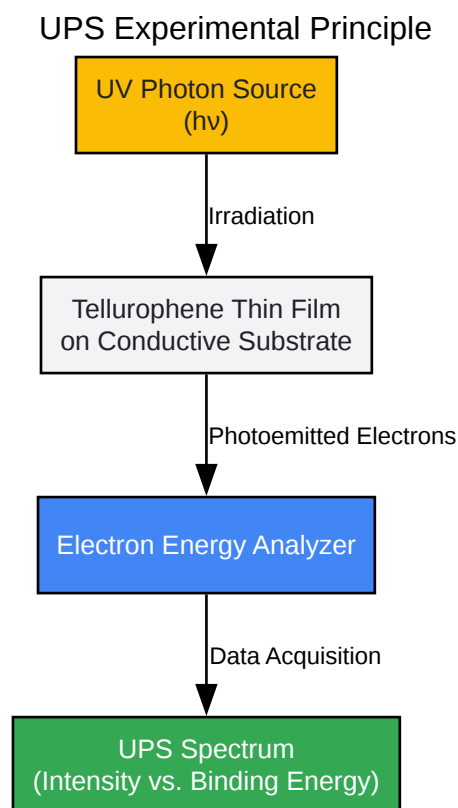 UPS Experimental Principle
UV Photon Source
(hν)
Irradiation
Tellurophene Thin Film
on Conductive Substrate
Photoemitted Electrons
Electron Energy Analyzer
Data Acquisition
UPS Spectrum
(Intensity vs. Binding Energy)